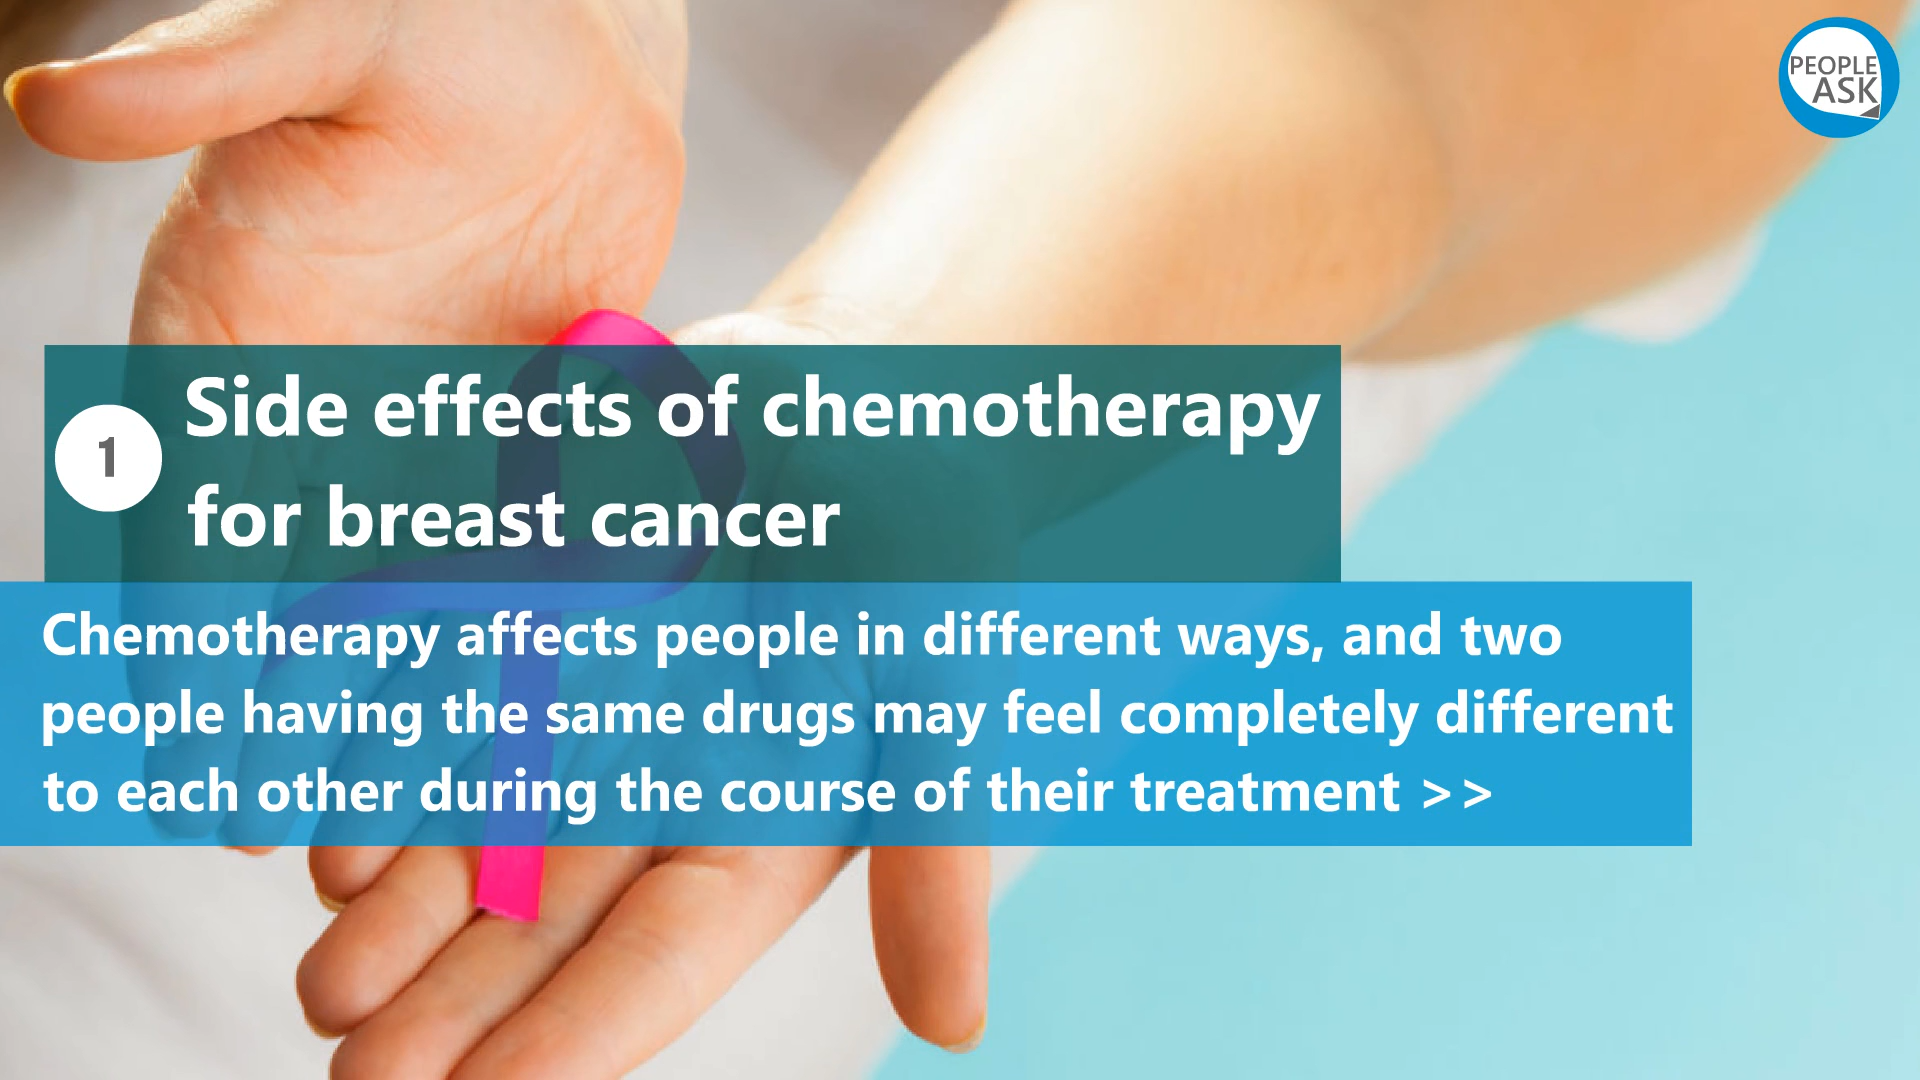 PEOPLE
ASK
1
Side effects of chemotherapy
for breast cancer
Chemotherapy affects people in different ways, and two
people having the same drugs may feel completely different
to each other during the course of their treatment >>